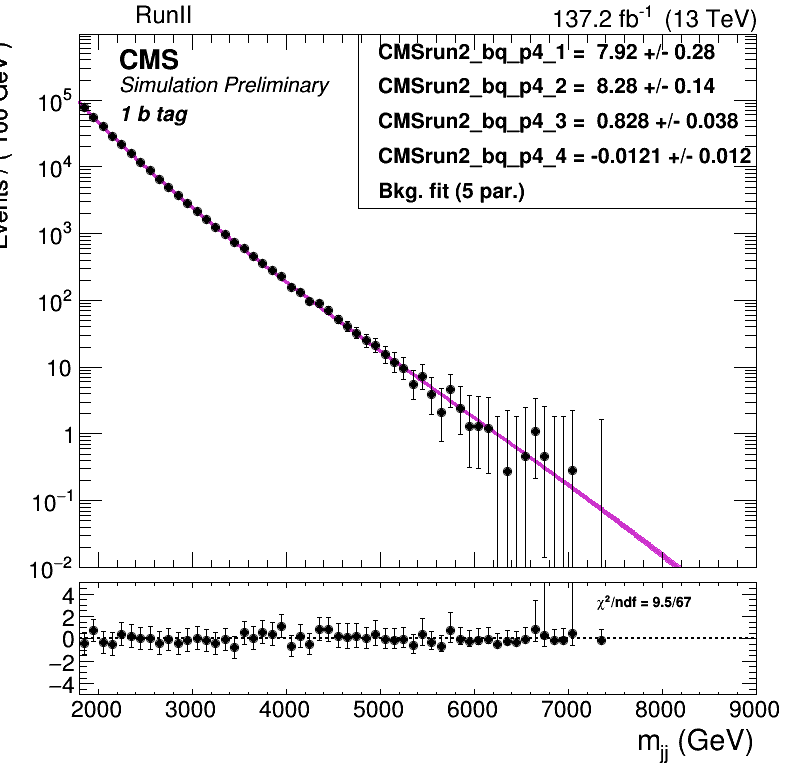 RunII
137.2 fb⁻¹ (13 TeV)
CMS
Simulation Preliminary
1 b tag
CMSrun2_bq_p4_1 = 7.92 +/- 0.28
CMSrun2_bq_p4_2 = 8.28 +/- 0.14
CMSrun2_bq_p4_3 = 0.828 +/- 0.038
CMSrun2_bq_p4_4 = -0.0121 +/- 0.012
Bkg. fit (5 par.)
10⁵
10⁴
10³
10²
10
1
10⁻¹
10⁻²
χ²/ndf = 9.5/67
4
2
0
−2
−4
2000 3000 4000 5000 6000 7000 8000 9000
m_jj (GeV)